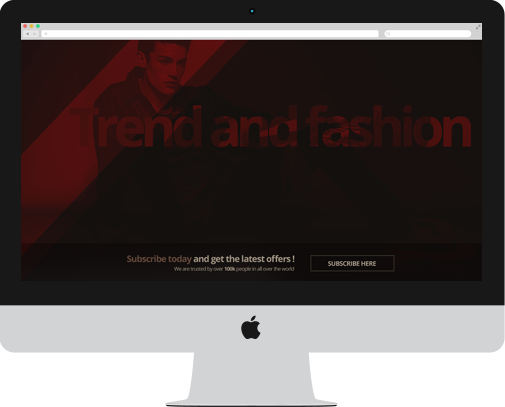 Trend and fashion
Subscribe today and get the latest offers !
We are trusted by over 100k people in all over the world!
SUBSCRIBE HERE